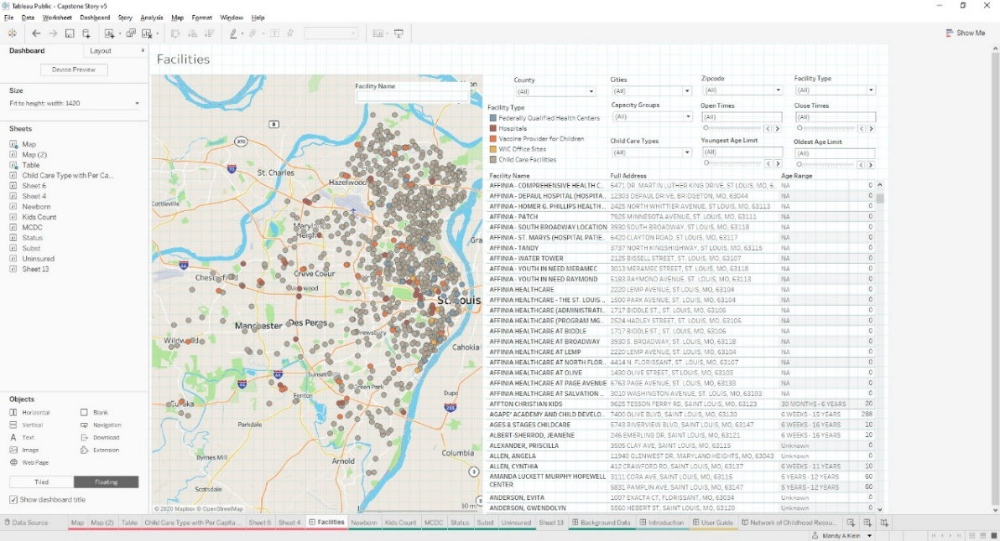 Tableau Public - Capstone Story v5
File Data Worksheet Dashboard Story Analysis Map Format Window Help
Show Me
Dashboard Layout
Device Preview
Size
Fit to height: width: 1420
Sheets
Map
Map (2)
Table
Child Care Type with Per Ca...
Sheet 6
Sheet 4
Newborn
Kids Count
MCDC
Status
Subst
Uninsured
Sheet 13
Objects
Horizontal Blank
Vertical Navigation
Text Download
Image Extension
Web Page
Tiled Floating
Show dashboard title
Facilities
Facility Name
370
St. Charles
Hazelwood
Cottleville
Maryland Heights
Creve Coeur
St. Louis
Manchester Des Peres
Cahokia
Sunset
Green Park
Fenton
Dupo
Parkdale
Columbia
Arnold
Dymes Mill
Scotsdale
© 2020 Mapbox © OpenStreetMap
10 mi
County Cities Zipcode Facility Type
(All) (All) (All) (All)
Facility Type
Federally Qualified Health Centers
Hospitals
Vaccine Provider for Children
WIC Office Sites
Child Care Facilities
Capacity Groups Open Times Close Times
(All) (All) (All)
Child Care Types Youngest Age Limit Oldest Age Limit
(All) (All) (All)
Facility Name Full Address Age Range
AFFINIA - COMPREHENSIVE HEALTH C.. 5471 DR. MARTIN LUTHER KING DRIVE, ST LOUIS, MO, 6.. NA 0
AFFINIA - DEPAUL HOSPITAL (HOSPITA.. 12303 DEPAUL DRIVE, BRIDGETON, MO, 63044 NA 0
AFFINIA - HOMER G. PHILLIPS HEALTH .. 2425 NORTH WHITTIER AVENUE, ST LOUIS, MO, 63113 NA 0
AFFINIA - PATCH 7925 MINNESOTA AVENUE, ST. LOUIS, MO, 63111 NA 0
AFFINIA - SOUTH BROADWAY LOCATION 3930 SOUTH BROADWAY, ST LOUIS, MO, 63118 NA 0
AFFINIA - ST. MARYS (HOSPITAL PATIE.. 6420 CLAYTON ROAD, ST LOUIS, MO, 63117 NA 0
AFFINIA - TANDY 3737 NORTH KINGSHIGHWAY, ST LOUIS, MO, 63115 NA 0
AFFINIA - WATER TOWER 2125 BISSELL STREET, ST. LOUIS, MO, 63107 NA 0
AFFINIA - YOUTH IN NEED MERAMEC 3013 MERAMEC STREET, ST. LOUIS, MO, 63118 NA 0
AFFINIA - YOUTH IN NEED RAYMOND 5183 RAYMOND AVENUE, ST LOUIS, MO, 63113 NA 0
AFFINIA HEALTHCARE 2220 LEMP AVENUE, ST LOUIS, MO, 63104 NA 0
AFFINIA HEALTHCARE - THE ST. LOUIS .. 1500 PARK AVENUE, ST LOUIS, MO, 63104 NA 0
AFFINIA HEALTHCARE (ADMINISTRATI.. 1717 BIDDLE ST., ST LOUIS, MO, 63106 NA 0
AFFINIA HEALTHCARE (PROGRAM MG.. 2524 HADLEY STREET, ST. LOUIS, MO, 63106 NA 0
AFFINIA HEALTHCARE AT BIDDLE 1717 BIDDLE ST., ST LOUIS, MO, 63106 NA 0
AFFINIA HEALTHCARE AT BROADWAY 3930 S. BROADWAY, ST LOUIS, MO, 63118 NA 0
AFFINIA HEALTHCARE AT LEMP 2220 LEMP AVENUE, ST LOUIS, MO, 63104 NA 0
AFFINIA HEALTHCARE AT NORTH FLOR.. 4414 N. FLORISSANT, ST LOUIS, MO, 63107 NA 0
AFFINIA HEALTHCARE AT OLIVE 1430 OLIVE STREET, ST LOUIS, MO, 63103 NA 0
AFFINIA HEALTHCARE AT PAGE AVENUE 6763 PAGE AVENUE, ST LOUIS, MO, 63133 NA 0
AFFINIA HEALTHCARE AT SALVATION .. 3010 WASHINGTON AVENUE, ST LOUIS, MO, 63103 NA 0
AFFTON CHRISTIAN KIDS 9625 TESSON FERRY RD, SAINT LOUIS, MO, 63123 30 MONTHS - 6 YEARS 20
AGAPE' ACADEMY AND CHILD DEVELO.. 7400 OLIVE BLVD, SAINT LOUIS, MO, 63130 6 WEEKS - 15 YEARS 288
AGES & STAGES CHILDCARE 5743 RIVERVIEW BLVD, SAINT LOUIS, MO, 63147 6 WEEKS - 16 YEARS 10
ALBERT-SHERROD, JEANENE 246 EMERLING DR, SAINT LOUIS, MO, 63121 6 WEEKS - 16 YEARS 10
ALEXANDER, PRISCILLA 3505 CLAY AVE, SAINT LOUIS, MO, 63115 Unknown 0
ALLEN, ANGELA 11940 GLENWEST DR, MARYLAND HEIGHTS, MO, 63043 Unknown 0
ALLEN, CYNTHIA 412 CRAWFORD RD, SAINT LOUIS, MO, 63137 6 WEEKS - 11 YEARS 10
AMANDA LUCKETT MURPHY HOPEWELL CENTER 3111 CORA AVE, SAINT LOUIS, MO, 63115 5 YEARS - 12 YEARS 60
5831 PAMPLIN AVE, SAINT LOUIS, MO, 63147 5 YEARS - 12 YEARS 60
ANDERSON, EVITA 1007 EXACTA CT, FLORISSANT, MO, 63034 Unknown 0
ANDERSON, GWENDOLYN 5560 HEBERT ST, SAINT LOUIS, MO, 63120 Unknown 0
Data Source Map Map (2) Table Child Care Type with Per Capita ... Sheet 6 Sheet 4 Facilities Newborn Kids Count MCDC Status Subst Uninsured Sheet 13 Background Data Introduction User Guide Network of Childhood Resou...
Mandy A Klein